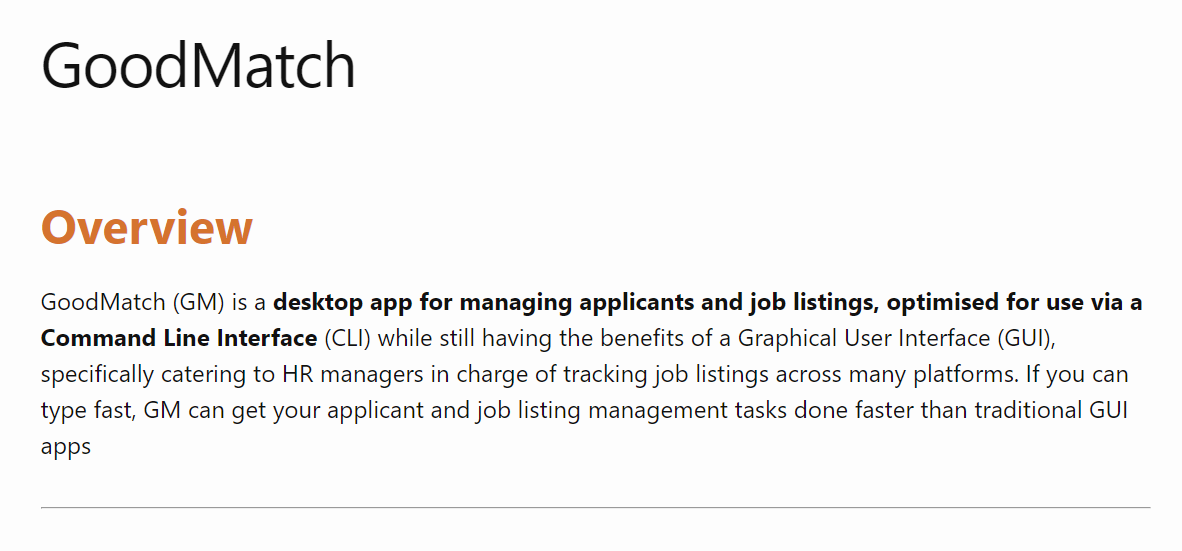 GoodMatch
Overview
GoodMatch (GM) is a desktop app for managing applicants and job listings, optimised for use via a
Command Line Interface (CLI) while still having the benefits of a Graphical User Interface (GUI),
specifically catering to HR managers in charge of tracking job listings across many platforms. If you can
type fast, GM can get your applicant and job listing management tasks done faster than traditional GUI
apps